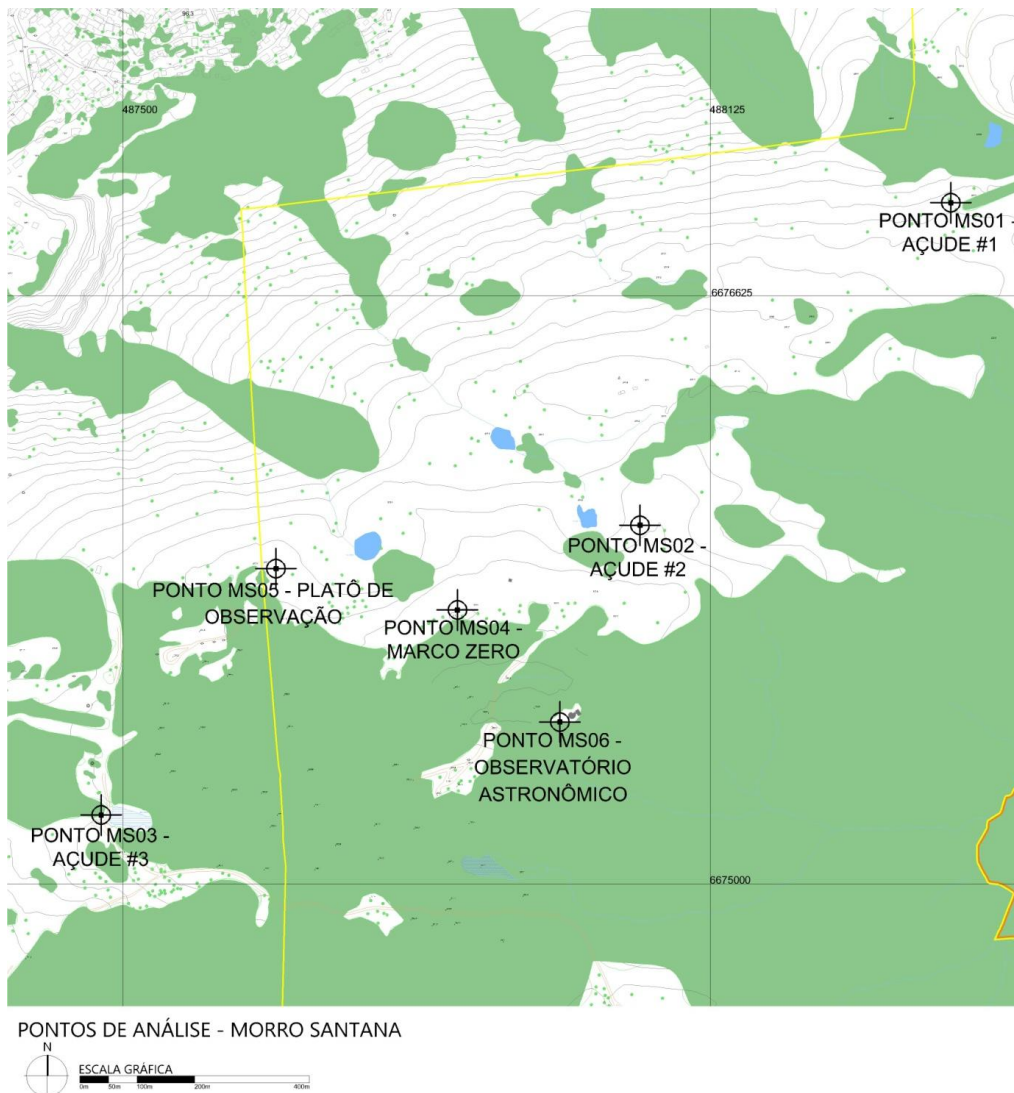 96.3
487500
488125
PONTO MS01 -
AÇUDE #1
6676625
PONTO MS02 -
AÇUDE #2
PONTO MS05 - PLATÔ DE
OBSERVAÇÃO
PONTO MS04 -
MARCO ZERO
PONTO MS06 -
OBSERVATÓRIO
ASTRONÔMICO
PONTO MS03 -
AÇUDE #3
6675000
PONTOS DE ANÁLISE - MORRO SANTANA
N
ESCALA GRÁFICA
0m 50m 100m 200m 400m